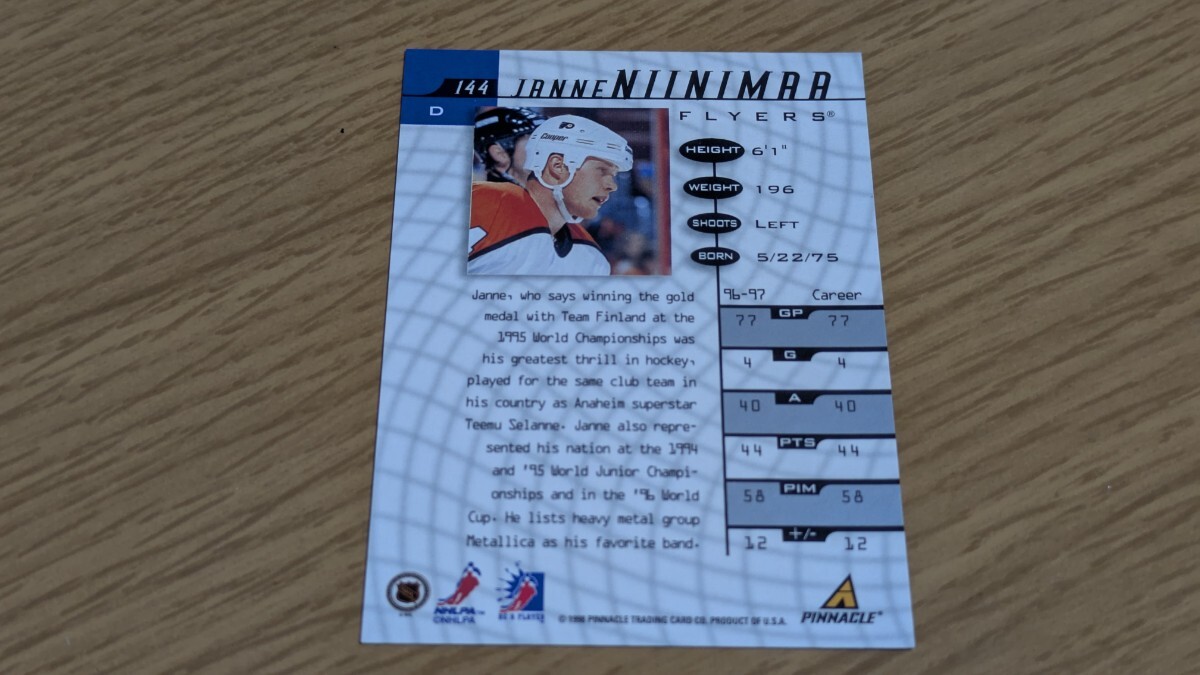 144 JANNE NIINIMAA
D
FLYERS®
Cooper
HEIGHT 6'1"
WEIGHT 196
SHOOTS LEFT
BORN 5/22/75
Janne, who says winning the gold
medal with Team Finland at the
1995 World Championships was
his greatest thrill in hockey,
played for the same club team in
his country as Anaheim superstar
Teemu Selanne. Janne also repre-
sented his nation at the 1994
and '95 World Junior Champi-
onships and in the '96 World
Cup. He lists heavy metal group
Metallica as his favorite band.
96-97 Career
77 GP 77
4 G 4
40 A 40
44 PTS 44
58 PIM 58
12 +/- 12
NHLPA™
©NHLPA
BE A PLAYER
© 1998 PINNACLE TRADING CARD CO. PRODUCT OF U.S.A.
PINNACLE®